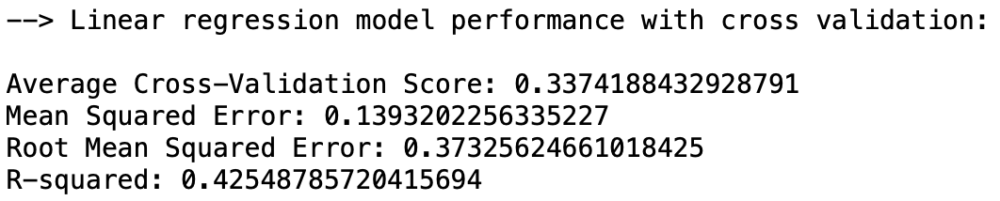 --> Linear regression model performance with cross validation:
Average Cross-Validation Score: 0.3374188432928791
Mean Squared Error: 0.1393202256335227
Root Mean Squared Error: 0.37325624661018425
R-squared: 0.42548785720415694